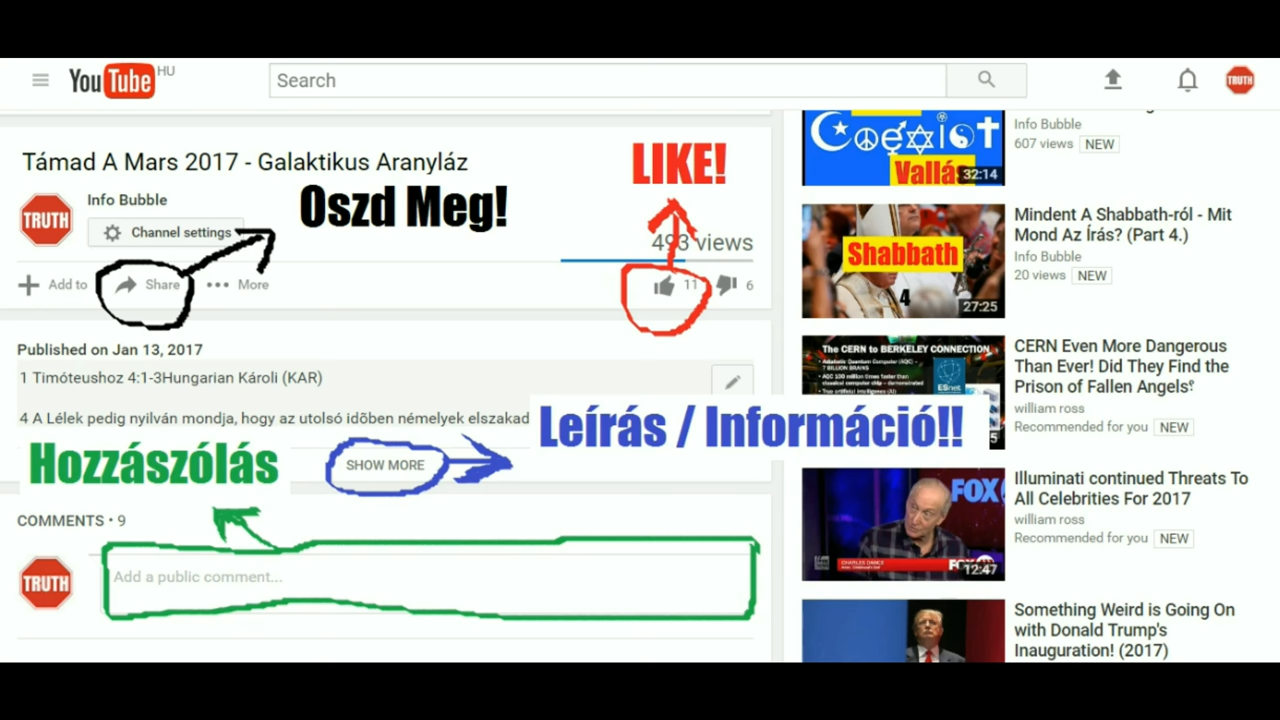 YouTube HU
Search
TRUTH
Támad A Mars 2017 - Galaktikus Aranyláz
TRUTH
Info Bubble
Channel settings
Oszd Meg!
LIKE!
493 views
Add to
Share
More
11
6
Published on Jan 13, 2017
1 Timóteushoz 4:1-3Hungarian Károli (KAR)
4 A Lélek pedig nyilván mondja, hogy az utolsó időben némelyek elszakad
Leírás / Információ!!
Hozzászólás
SHOW MORE
COMMENTS • 9
TRUTH
Add a public comment...
Vallás
32:14
Info Bubble
607 views NEW
Shabbath
4
27:25
Mindent A Shabbath-ról - Mit
Mond Az Írás? (Part 4.)
Info Bubble
20 views NEW
The CERN to BERKELEY CONNECTION
ESnet
CERN Even More Dangerous
Than Ever! Did They Find the
Prison of Fallen Angels؟
william ross
Recommended for you NEW
FOX
CHARLES DANCE
12:47
Illuminati continued Threats To
All Celebrities For 2017
william ross
Recommended for you NEW
Something Weird is Going On
with Donald Trump's
Inauguration! (2017)